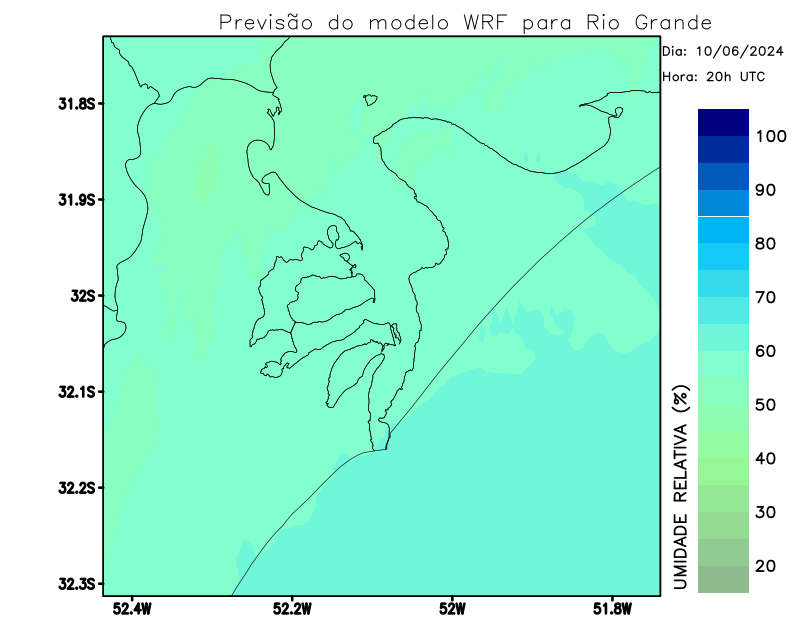 Previsão do modelo WRF para Rio Grande
Dia: 10/06/2024
Hora: 20h UTC
31.8S
31.9S
32S
32.1S
32.2S
32.3S
52.4W
52.2W
52W
51.8W
100
90
80
70
60
50
40
30
20
UMIDADE RELATIVA (%)